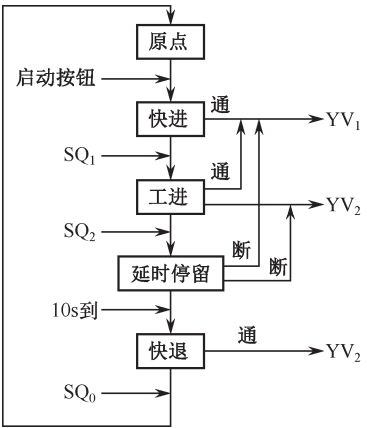 原点
启动按钮
快进
通
YV₁
SQ₁
通
工进
YV₂
SQ₂
断
断
延时停留
10s到
通
快退
YV₂
SQ₀